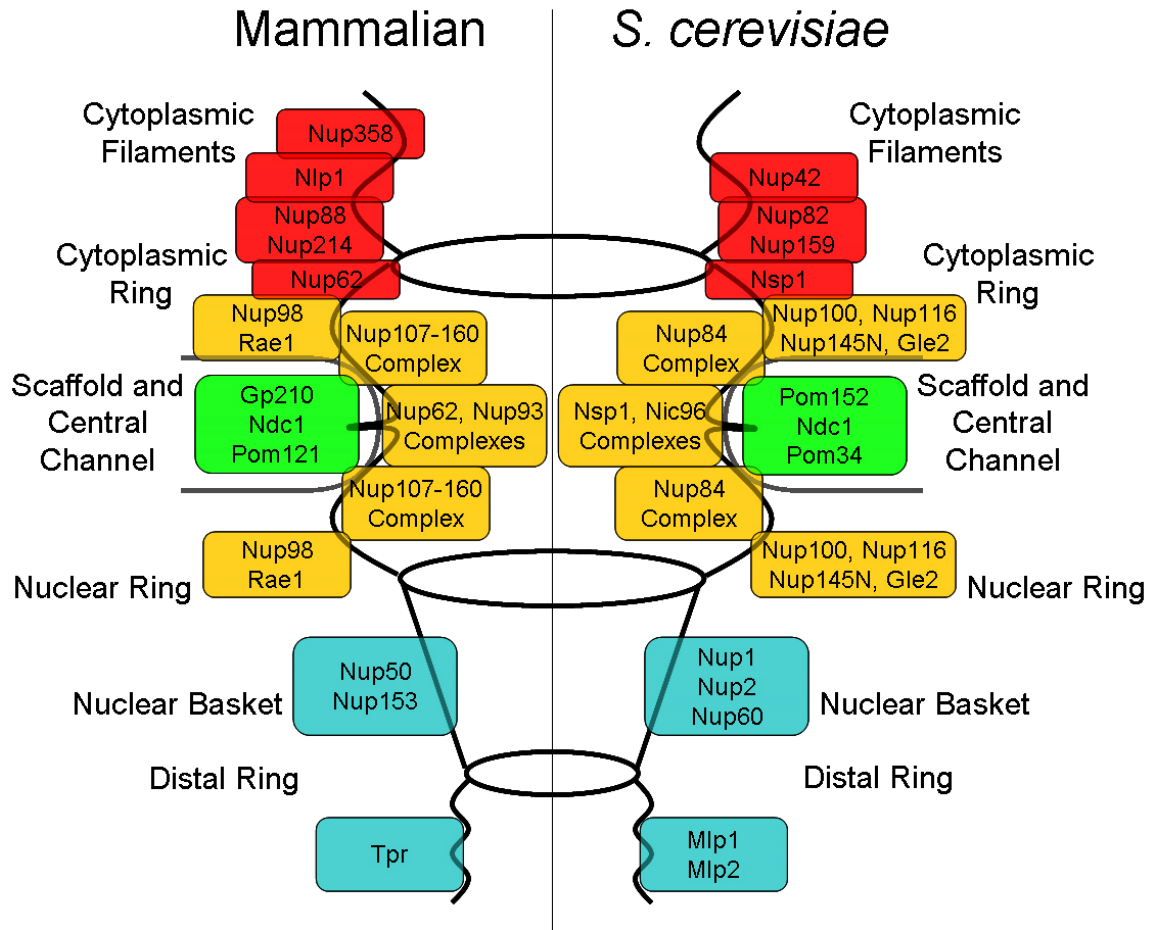 Mammalian
S. cerevisiae
Cytoplasmic
Filaments
Nup358
Nlp1
Nup88
Nup214
Cytoplasmic
Ring
Nup62
Nup98
Rae1
Nup107-160
Complex
Scaffold and
Central
Channel
Gp210
Ndc1
Pom121
Nup62, Nup93
Complexes
Nup107-160
Complex
Nup98
Rae1
Nuclear Ring
Nup50
Nup153
Nuclear Basket
Distal Ring
Tpr
Cytoplasmic
Filaments
Nup42
Nup82
Nup159
Cytoplasmic
Ring
Nsp1
Nup100, Nup116
Nup145N, Gle2
Nup84
Complex
Nsp1, Nic96
Complexes
Pom152
Ndc1
Pom34
Scaffold and
Central
Channel
Nup84
Complex
Nup100, Nup116
Nup145N, Gle2
Nuclear Ring
Nup1
Nup2
Nup60
Nuclear Basket
Distal Ring
Mlp1
Mlp2